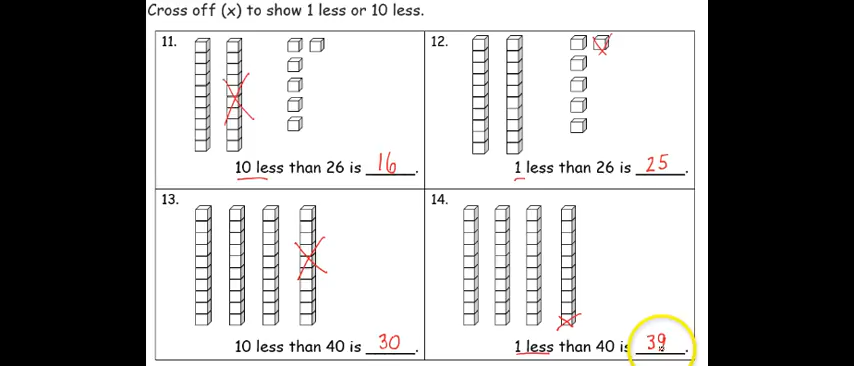 Cross off (x) to show 1 less or 10 less.
11.
10 less than 26 is 16.
12.
1 less than 26 is 25.
13.
10 less than 40 is 30.
14.
1 less than 40 is 39.